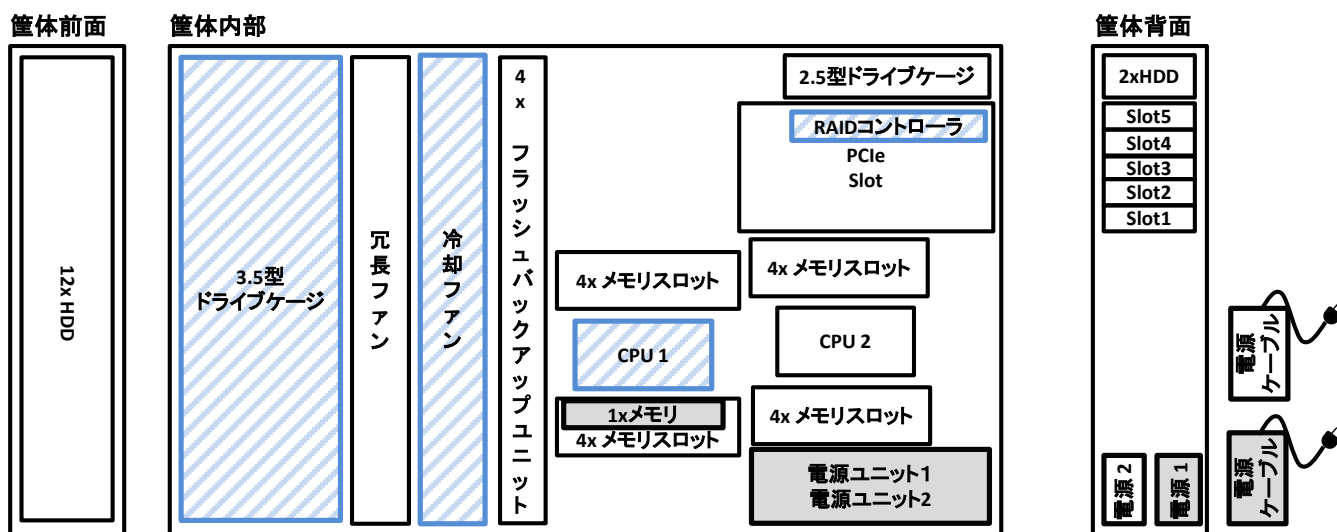 筐体前面
12x HDD
筐体内部
3.5型
ドライブケージ
冗長ファン
冷却ファン
4x フラッシュバックアップユニット
2.5型ドライブケージ
RAIDコントローラ
PCIe
Slot
4x メモリスロット
4x メモリスロット
CPU 1
CPU 2
1xメモリ
4x メモリスロット
4x メモリスロット
電源ユニット1
電源ユニット2
筐体背面
2xHDD
Slot5
Slot4
Slot3
Slot2
Slot1
電源 2
電源 1
電源
ケーブル
電源
ケーブル